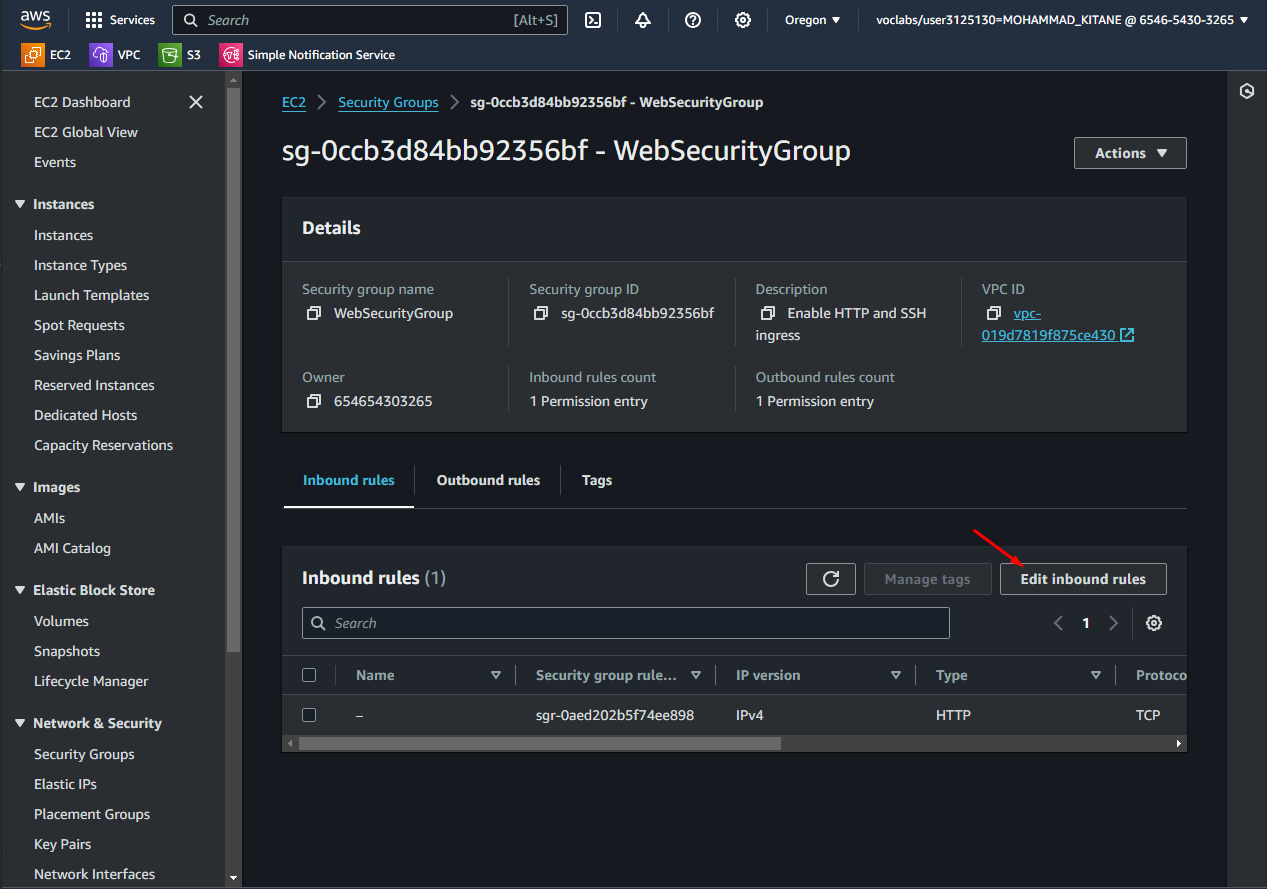 aws
Services
Search
[Alt+S]
Oregon
voclabs/user3125130=MOHAMMAD_KITANE @ 6546-5430-3265
EC2
VPC
S3
Simple Notification Service
EC2 Dashboard
EC2 Global View
Events
Instances
Instances
Instance Types
Launch Templates
Spot Requests
Savings Plans
Reserved Instances
Dedicated Hosts
Capacity Reservations
Images
AMIs
AMI Catalog
Elastic Block Store
Volumes
Snapshots
Lifecycle Manager
Network & Security
Security Groups
Elastic IPs
Placement Groups
Key Pairs
Network Interfaces
EC2
Security Groups
sg-0ccb3d84bb92356bf - WebSecurityGroup
sg-0ccb3d84bb92356bf - WebSecurityGroup
Actions
Details
Security group name
WebSecurityGroup
Security group ID
sg-0ccb3d84bb92356bf
Description
Enable HTTP and SSH
ingress
VPC ID
vpc-
019d7819f875ce430
Owner
654654303265
Inbound rules count
1 Permission entry
Outbound rules count
1 Permission entry
Inbound rules
Outbound rules
Tags
Inbound rules (1)
Manage tags
Edit inbound rules
Search
1
Name
Security group rule...
IP version
Type
Protoco
–
sgr-0aed202b5f74ee898
IPv4
HTTP
TCP